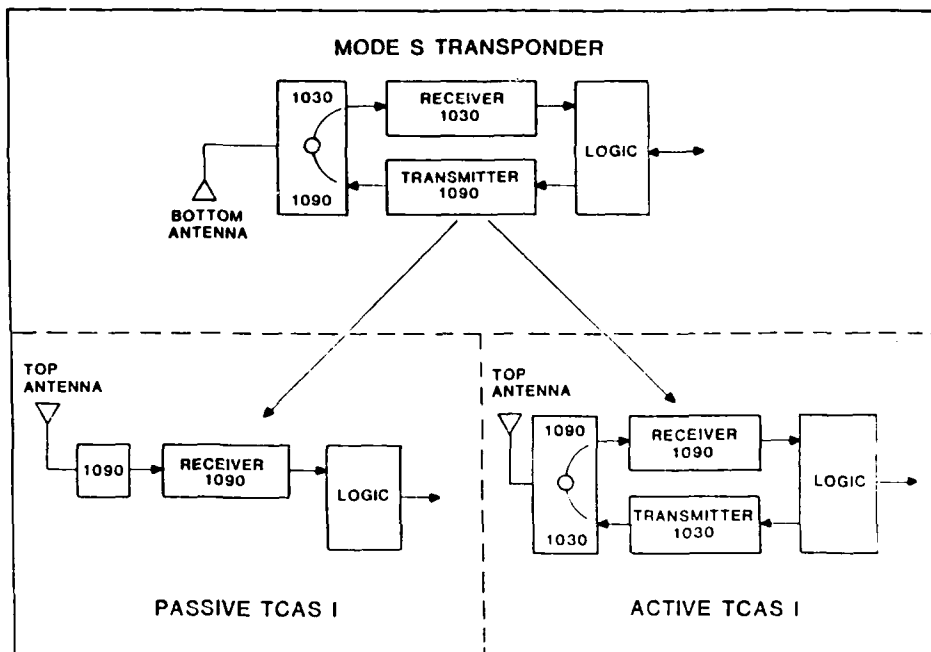 MODE S TRANSPONDER
1030
RECEIVER
1030
LOGIC
TRANSMITTER
1090
1090
BOTTOM
ANTENNA
TOP
ANTENNA
1090
RECEIVER
1090
LOGIC
PASSIVE TCAS I
TOP
ANTENNA
1090
RECEIVER
1090
LOGIC
TRANSMITTER
1030
1030
ACTIVE TCAS I